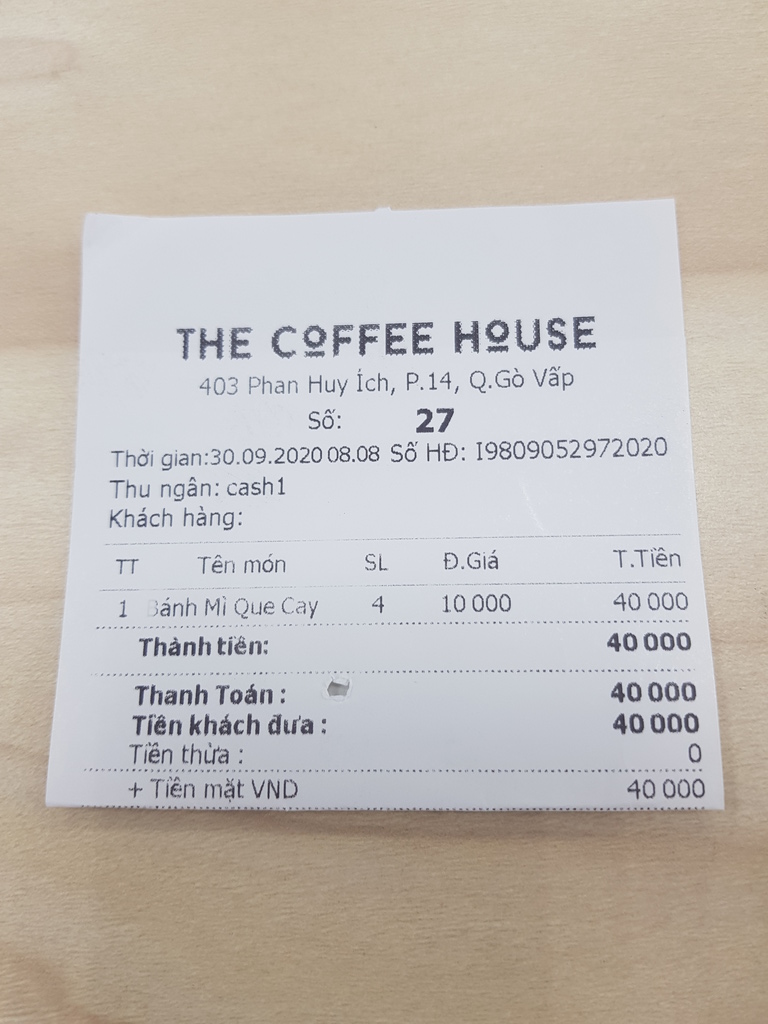 THE COFFEE HOUSE
403 Phan Huy Ích, P.14, Q.Gò Vấp
Số: 27
Thời gian:30.09.2020 08.08 Số HĐ: I9809052972020
Thu ngân: cash1
Khách hàng:
TT Tên món SL Đ.Giá T.Tiền
1 Bánh Mì Que Cay 4 10 000 40 000
Thành tiền: 40 000
Thanh Toán : 40 000
Tiền khách đưa : 40 000
Tiền thừa : 0
+ Tiền mặt VND 40 000